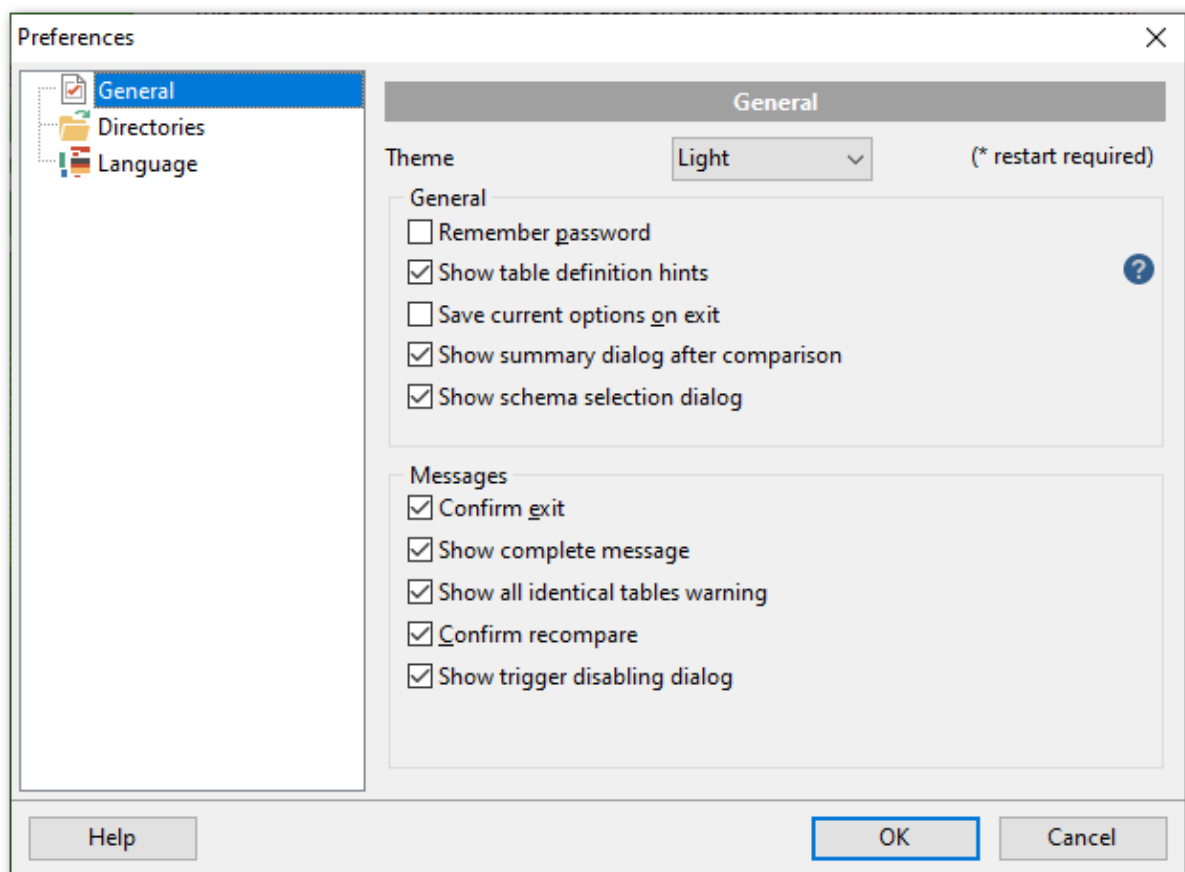 Preferences
General
Directories
Language
General
Theme
Light
(* restart required)
General
Remember password
Show table definition hints
?
Save current options on exit
Show summary dialog after comparison
Show schema selection dialog
Messages
Confirm exit
Show complete message
Show all identical tables warning
Confirm recompare
Show trigger disabling dialog
Help
OK
Cancel